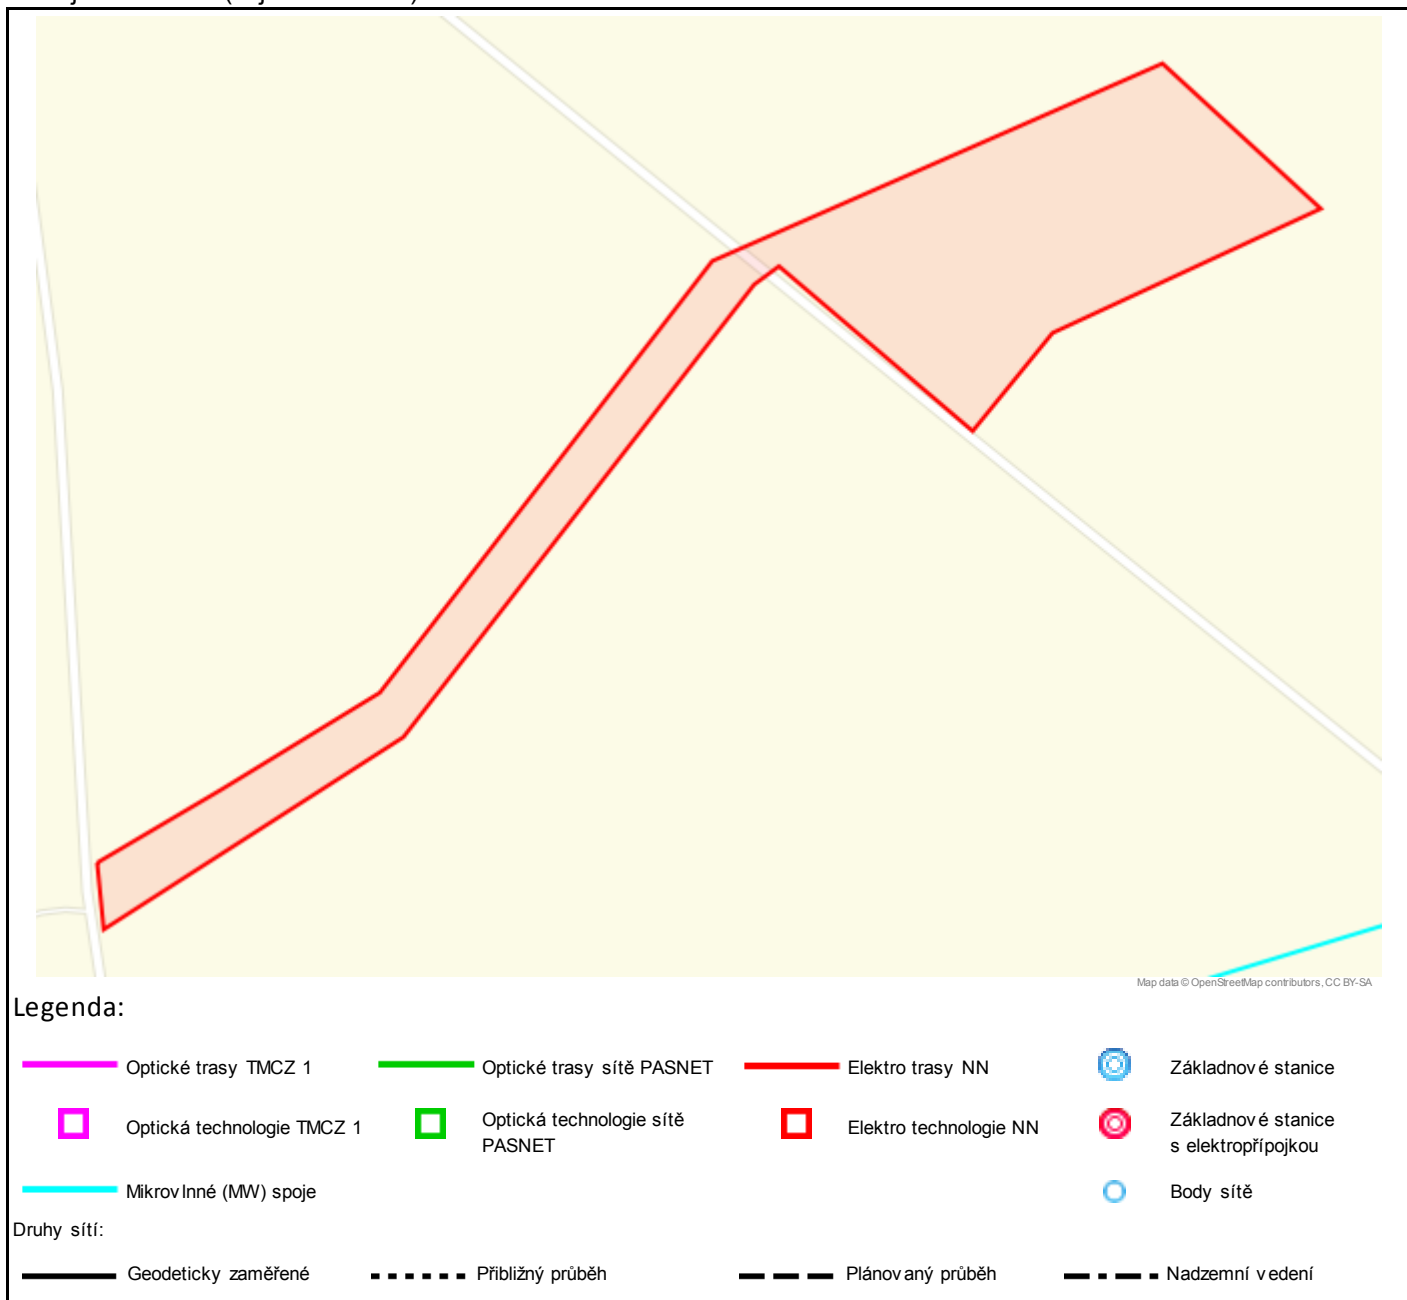 Map data © OpenStreetMap contributors, CC BY-SA
Legenda:
Optické trasy TMCZ 1
Optické trasy sítě PASNET
Elektro trasy NN
Základnové stanice
Optická technologie TMCZ 1
Optická technologie sítě
PASNET
Elektro technologie NN
Základnové stanice
s elektropřípojkou
Mikrovlnné (MW) spoje
Body sítě
Druhy sítí:
Geodeticky zaměřené
Přibližný průběh
Plánovaný průběh
Nadzemní vedení